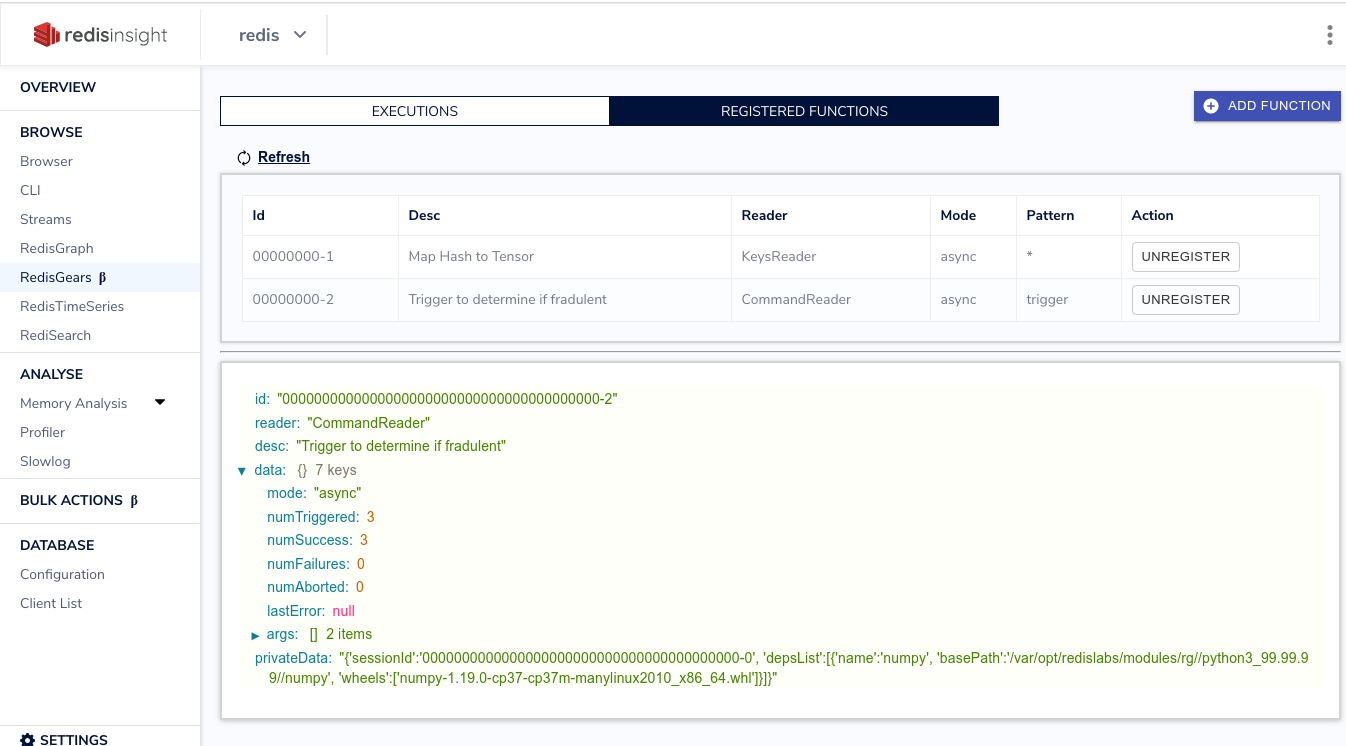 redisinsight
redis
OVERVIEW
BROWSE
Browser
CLI
Streams
RedisGraph
RedisGears β
RedisTimeSeries
RediSearch
ANALYSE
Memory Analysis
Profiler
Slowlog
BULK ACTIONS β
DATABASE
Configuration
Client List
SETTINGS
EXECUTIONS
REGISTERED FUNCTIONS
ADD FUNCTION
Refresh
Id Desc Reader Mode Pattern Action
00000000-1 Map Hash to Tensor KeysReader async * UNREGISTER
00000000-2 Trigger to determine if fradulent CommandReader async trigger UNREGISTER
id: "0000000000000000000000000000000000000000-2"
reader: "CommandReader"
desc: "Trigger to determine if fradulent"
data: {} 7 keys
mode: "async"
numTriggered: 3
numSuccess: 3
numFailures: 0
numAborted: 0
lastError: null
args: [] 2 items
privateData: "{'sessionId':'0000000000000000000000000000000000000000-0', 'depsList':[{'name':'numpy', 'basePath':'/var/opt/redislabs/modules/rg//python3_99.99.9
9//numpy', 'wheels':['numpy-1.19.0-cp37-cp37m-manylinux2010_x86_64.whl']}]}"